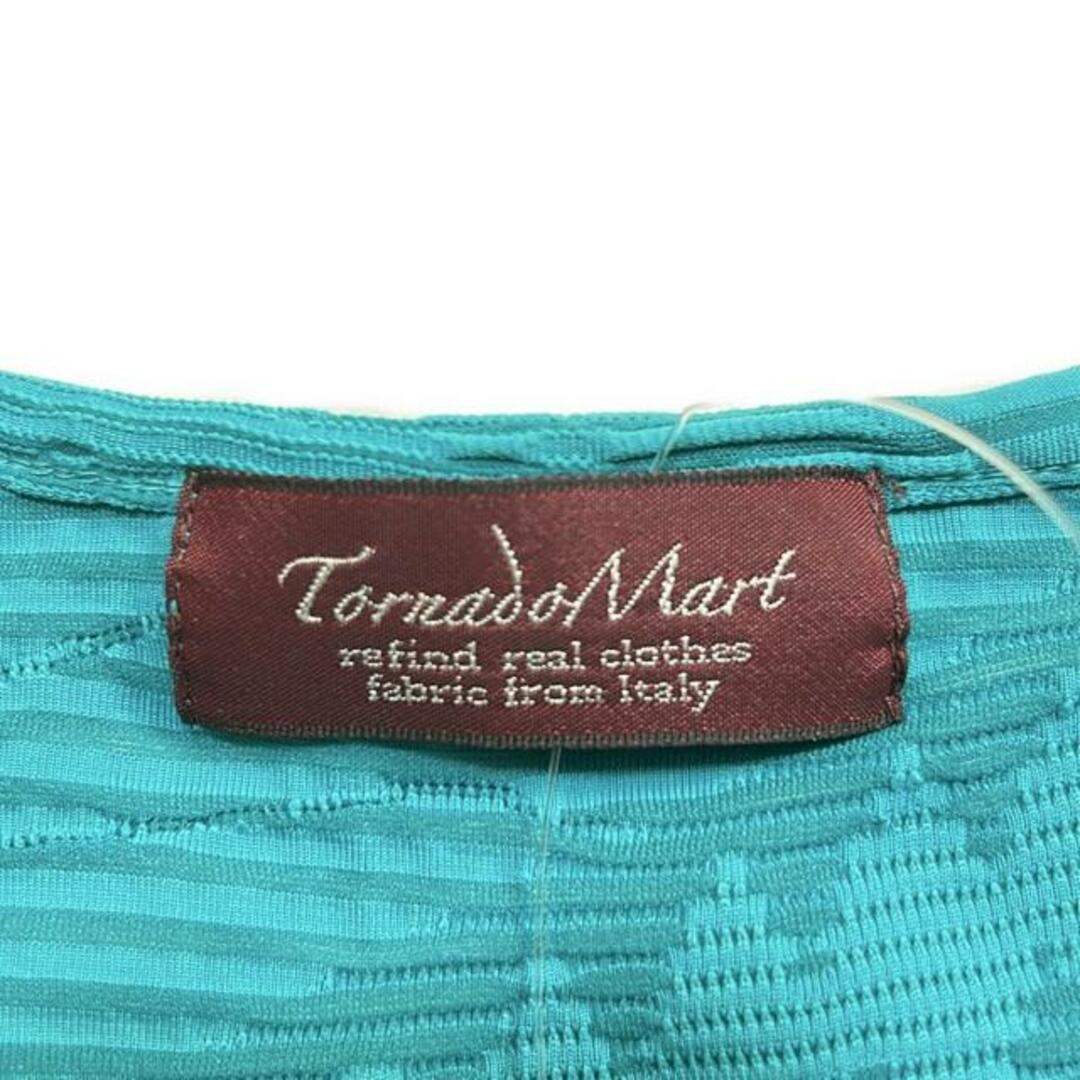 TornadoMart
refind real clothes
fabric from Italy